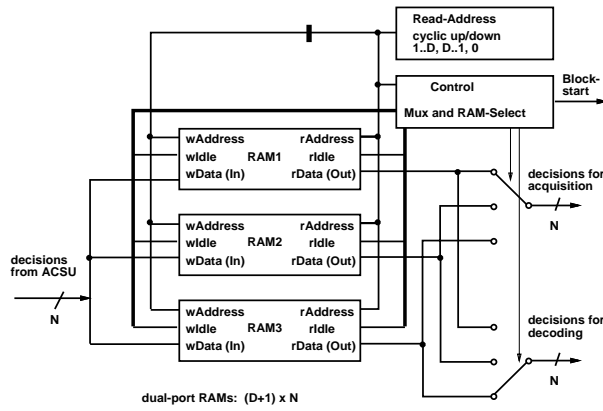 Read-Address
cyclic up/down
1..D, D..1, 0
Control
Mux and RAM-Select
Block-
start
wAddress rAddress
wIdle RAM1 rIdle
wData (In) rData (Out)
wAddress rAddress
wIdle RAM2 rIdle
wData (In) rData (Out)
wAddress rAddress
wIdle RAM3 rIdle
wData (In) rData (Out)
decisions
from ACSU
N
decisions for
acquisition
N
decisions for
decoding
N
dual-port RAMs: (D+1) x N